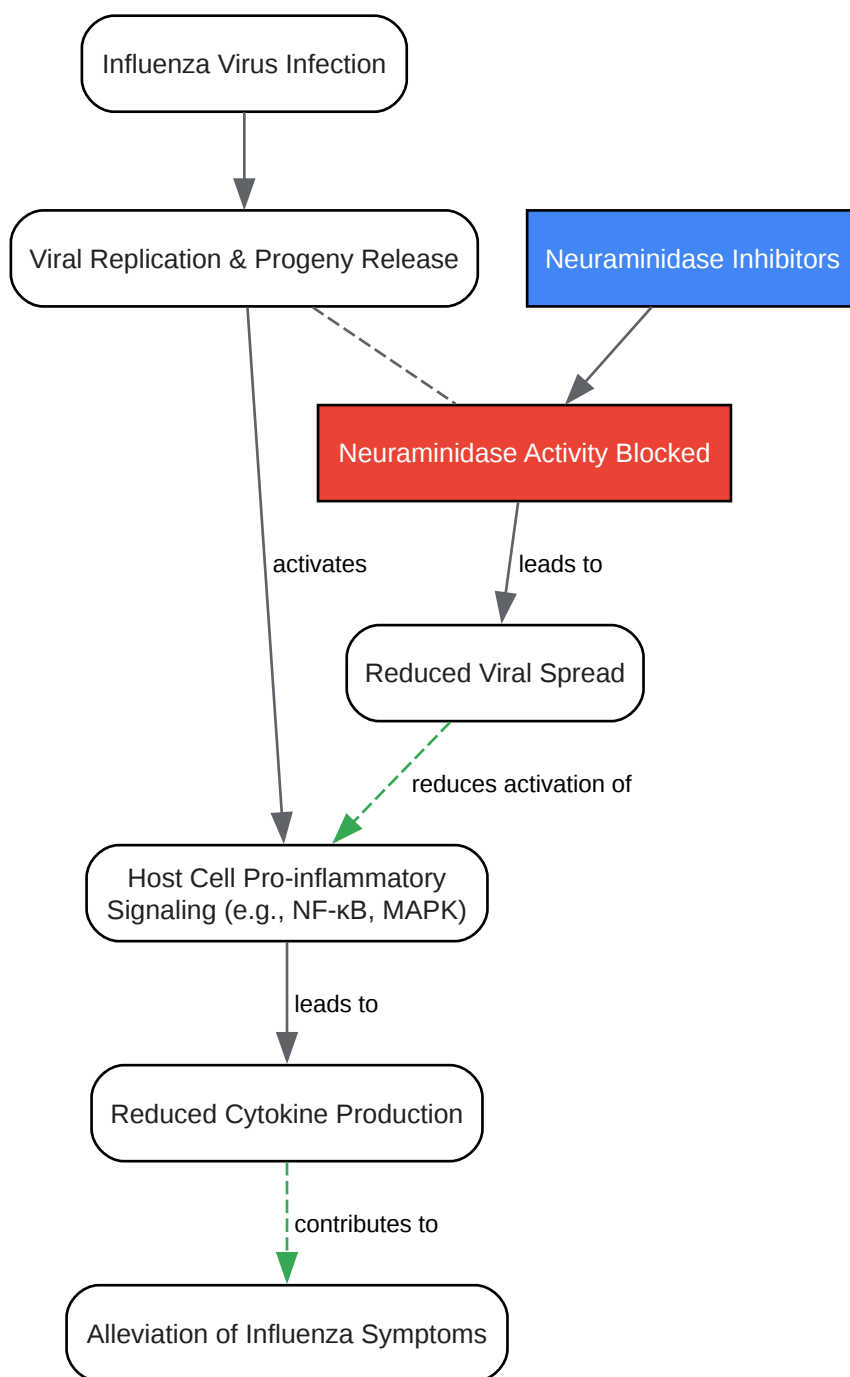 Influenza Virus Infection
Viral Replication & Progeny Release
Neuraminidase Inhibitors
Neuraminidase Activity Blocked
activates
leads to
Reduced Viral Spread
reduces activation of
Host Cell Pro-inflammatory
Signaling (e.g., NF-κB, MAPK)
leads to
Reduced Cytokine Production
contributes to
Alleviation of Influenza Symptoms